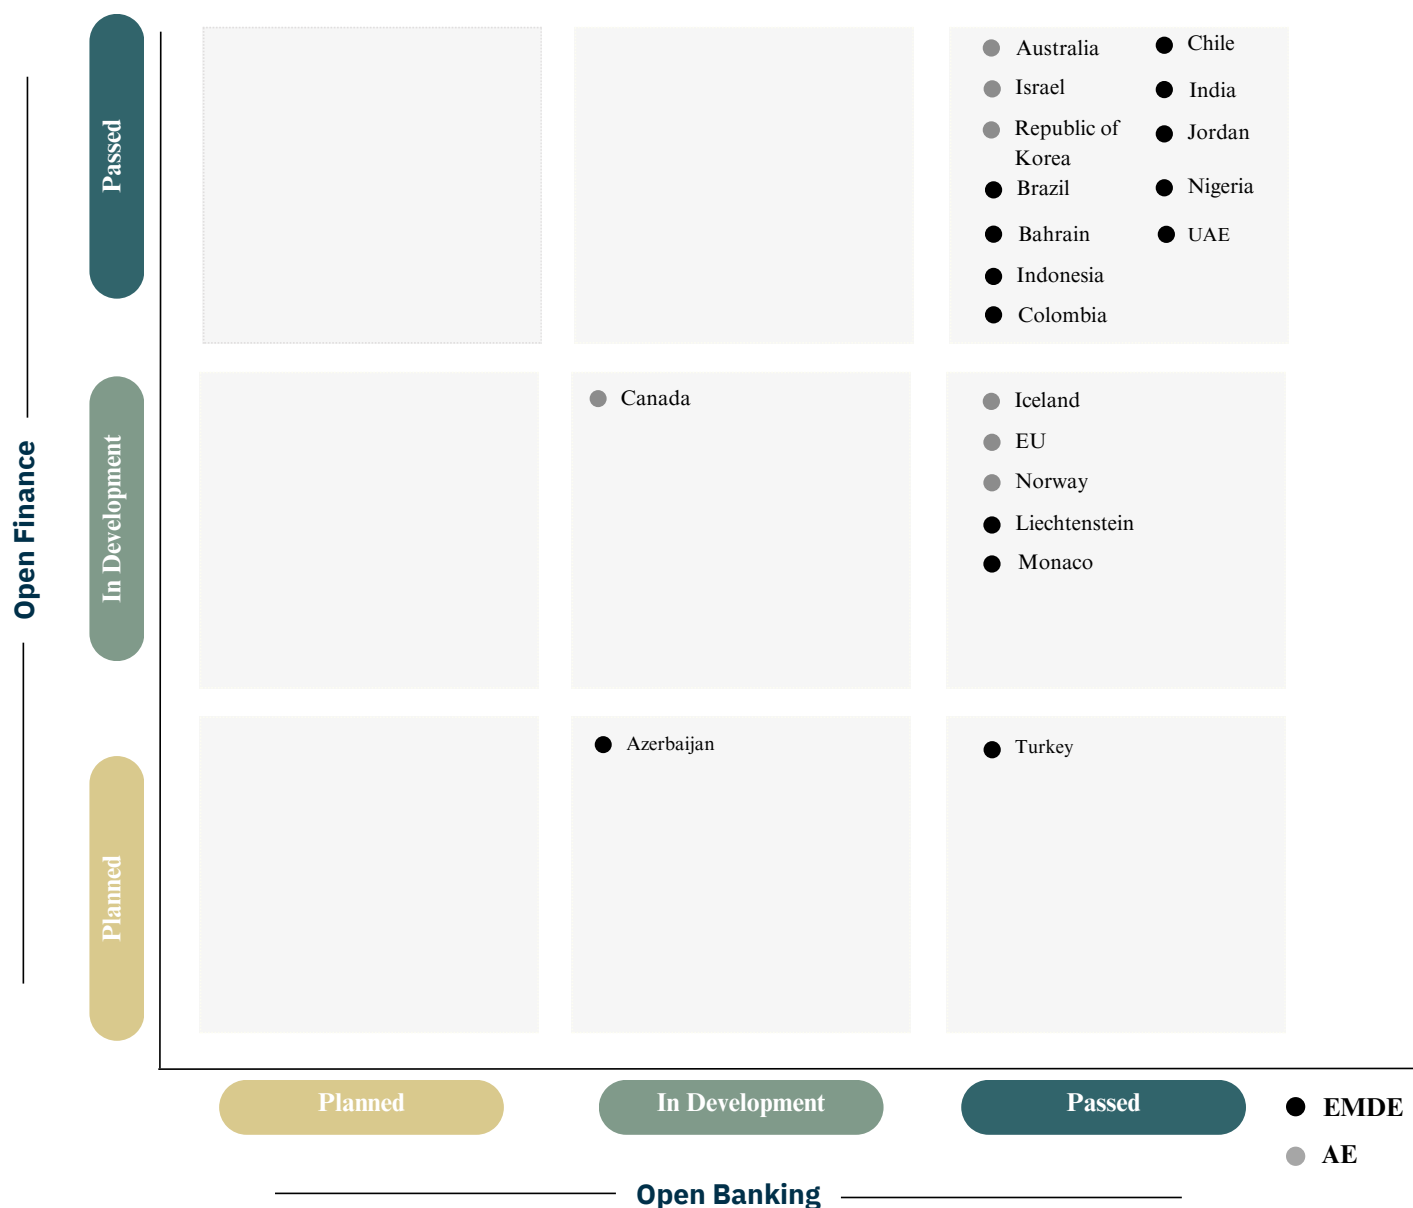 Open Finance
Passed
In Development
Planned
Australia
Israel
Republic of
Korea
Brazil
Bahrain
Indonesia
Colombia
Chile
India
Jordan
Nigeria
UAE
Canada
Iceland
EU
Norway
Liechtenstein
Monaco
Azerbaijan
Turkey
Planned
In Development
Passed
EMDE
AE
Open Banking